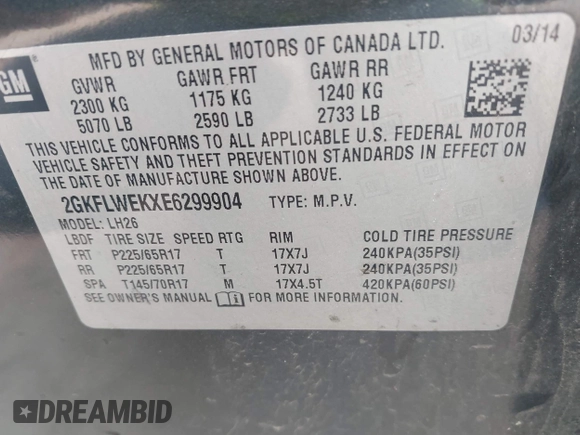 GM
MFD BY GENERAL MOTORS OF CANADA LTD. 03/14
GVWR GAWR FRT GAWR RR
2300 KG 1175 KG 1240 KG
5070 LB 2590 LB 2733 LB
THIS VEHICLE CONFORMS TO ALL APPLICABLE U.S. FEDERAL MOTOR
VEHICLE SAFETY AND THEFT PREVENTION STANDARDS IN EFFECT ON
DATE OF MANUFACTURE SHOWN ABOVE.
2GKFLWEKXE6299904 TYPE: M.P.V.
MODEL: LH26
LBDF TIRE SIZE SPEED RTG RIM COLD TIRE PRESSURE
FRT P225/65R17 T 17X7J 240KPA(35PSI)
RR P225/65R17 T 17X7J 240KPA(35PSI)
SPA T145/70R17 M 17X4.5T 420KPA(60PSI)
SEE OWNER'S MANUAL FOR MORE INFORMATION.
DREAMBID